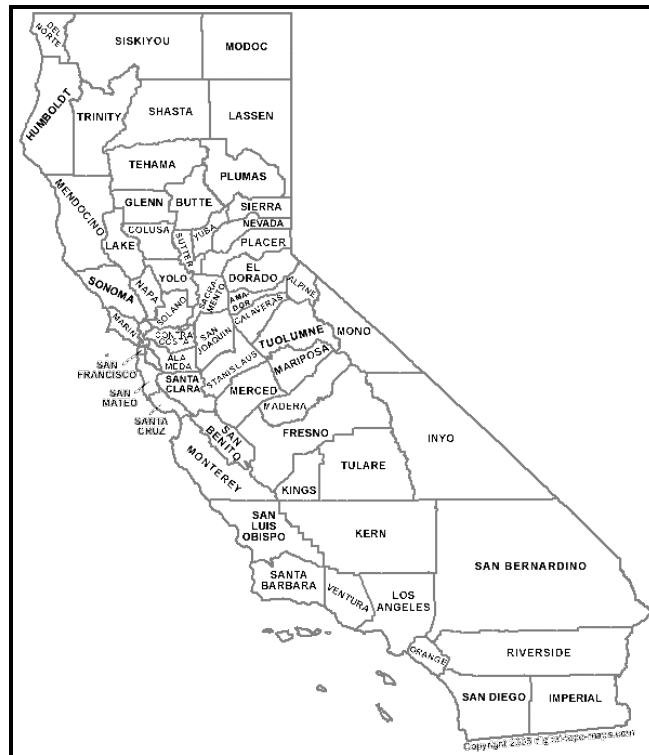 DEL
NORTE
SISKIYOU
MODOC
HUMBOLDT
TRINITY
SHASTA
LASSEN
TEHAMA
PLUMAS
MENDOCINO
GLENN
BUTTE
SIERRA
NEVADA
COLUSA
SUTTER
YUBA
PLACER
LAKE
EL
DORADO
ALPINE
SONOMA
NAPA
YOLO
SACRA-
MENTO
AMA-
DOR
CALAVERAS
SOLANO
MARIN
CONTRA
COSTA
SAN
JOAQUIN
TUOLUMNE
MONO
SAN
FRANCISCO
ALA
MEDA
STANISLAUS
MARIPOSA
SAN
MATEO
SANTA
CLARA
MERCED
MADERA
SANTA
CRUZ
SAN
BENITO
FRESNO
INYO
MONTEREY
KINGS
TULARE
SAN
LUIS
OBISPO
KERN
SAN BERNARDINO
SANTA
BARBARA
VENTURA
LOS
ANGELES
ORANGE
RIVERSIDE
SAN DIEGO
IMPERIAL